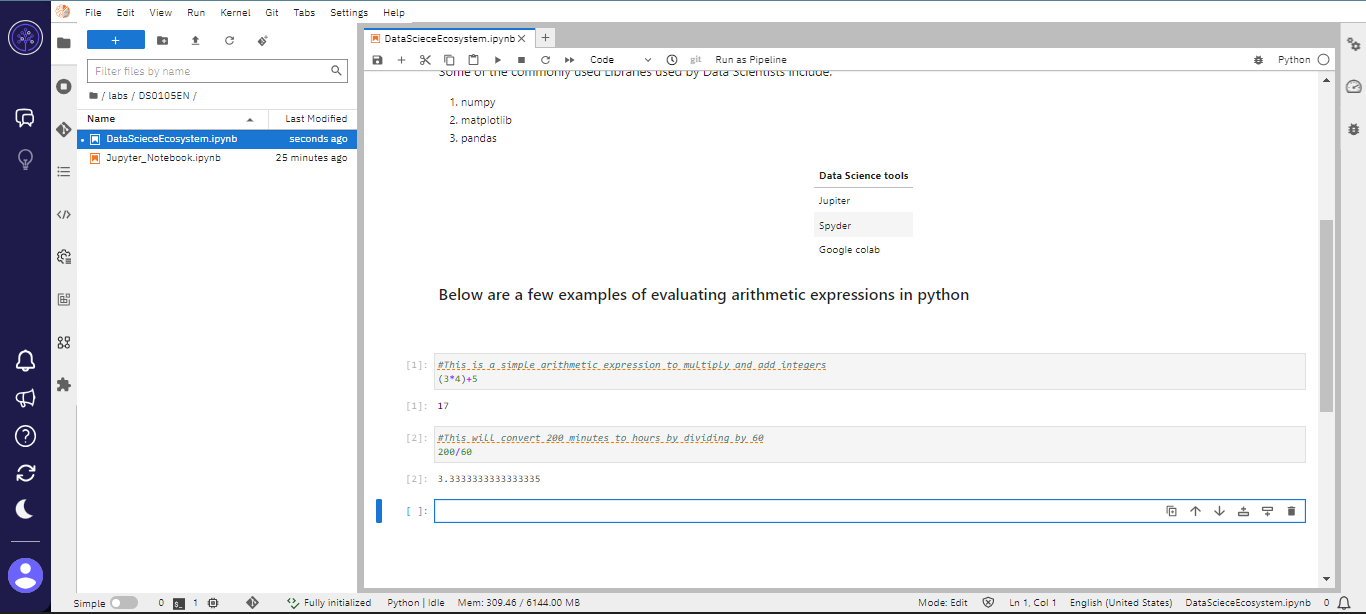 File Edit View Run Kernel Git Tabs Settings Help
+
Filter files by name
/ labs / DS0105EN /
Name Last Modified
DataScieceEcosystem.ipynb seconds ago
Jupyter_Notebook.ipynb 25 minutes ago
DataScieceEcosystem.ipynb
Code git Run as Pipeline Python
Some of the commonly used Libraries used by Data Scientists include:
1. numpy
2. matplotlib
3. pandas
Data Science tools
Jupiter
Spyder
Google colab
Below are a few examples of evaluating arithmetic expressions in python
[1]: #This is a simple arithmetic expression to multiply and add integers
(3*4)+5
[1]: 17
[2]: #This will convert 200 minutes to hours by dividing by 60
200/60
[2]: 3.3333333333333335
[ ]:
Simple 0 1 Fully initialized Python | Idle Mem: 309.46 / 6144.00 MB Mode: Edit Ln 1, Col 1 English (United States) DataScieceEcosystem.ipynb 0